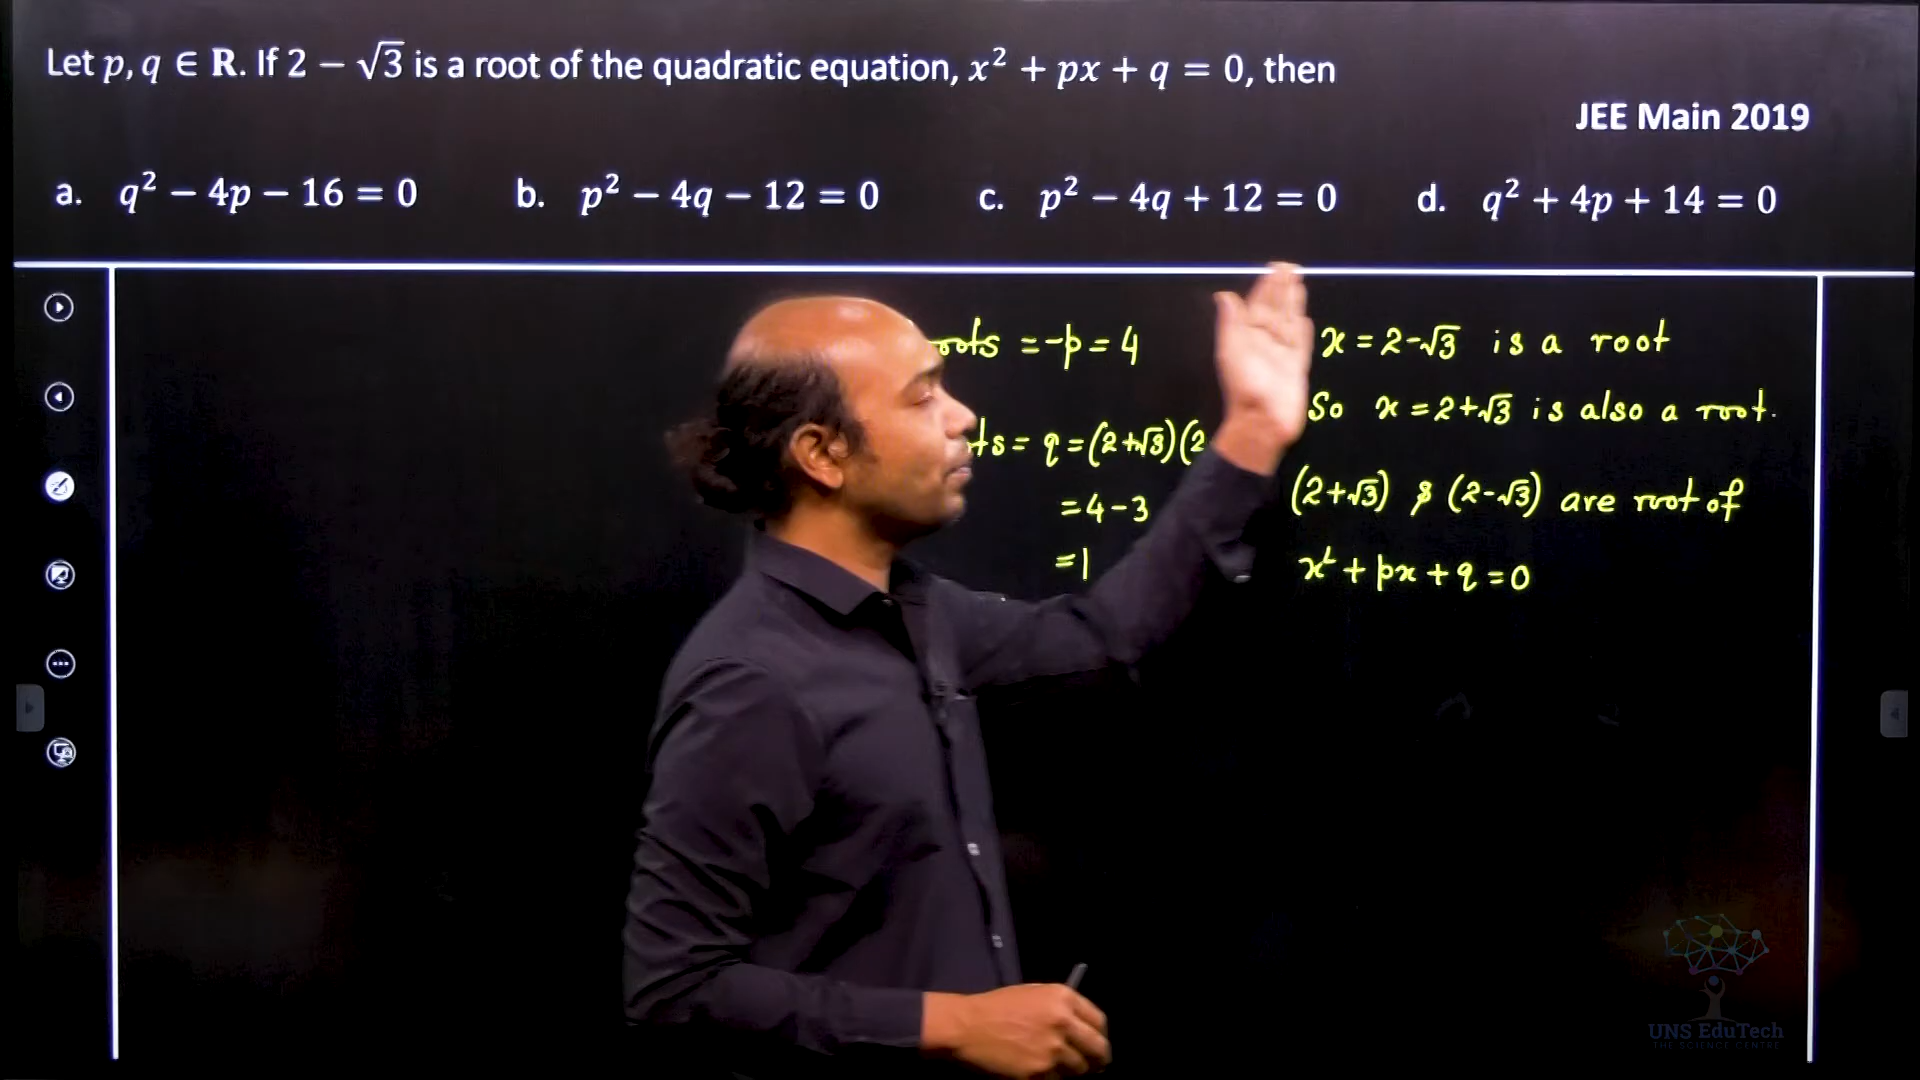 Let p, q ∈ R. If 2 − √3 is a root of the quadratic equation, x² + px + q = 0, then
JEE Main 2019
a. q² − 4p − 16 = 0
b. p² − 4q − 12 = 0
c. p² − 4q + 12 = 0
d. q² + 4p + 14 = 0
= -p = 4
= q = (2+√3)(2
= 4 - 3
= 1
x = 2-√3 is a root
So x = 2+√3 is also a root.
(2+√3) & (2-√3) are root of
x² + px + q = 0
UNS EduTech
THE SCIENCE CENTRE